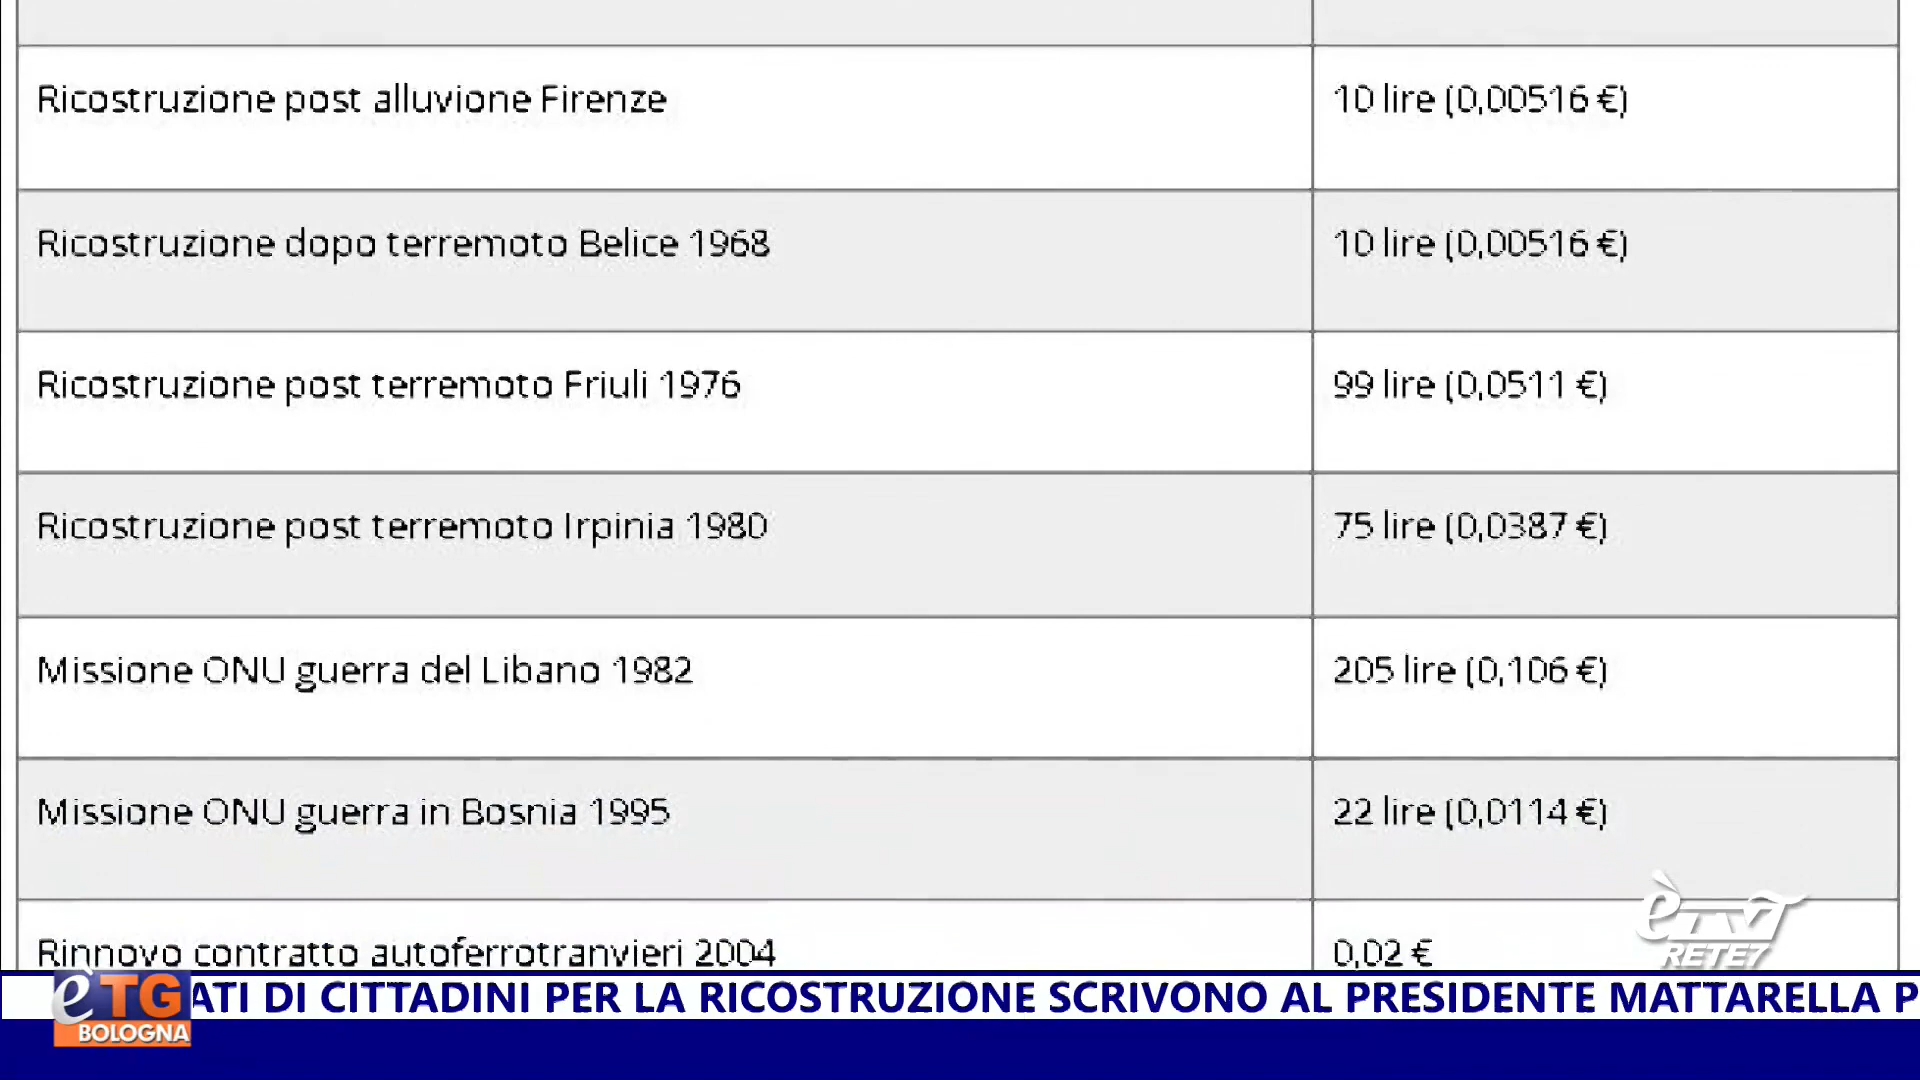 Ricostruzione post alluvione Firenze 10 lire (0,00516 €)
Ricostruzione dopo terremoto Belice 1968 10 lire (0,00516 €)
Ricostruzione post terremoto Friuli 1976 99 lire (0,0511 €)
Ricostruzione post terremoto Irpinia 1980 75 lire (0,0387 €)
Missione ONU guerra del Libano 1982 205 lire (0,106 €)
Missione ONU guerra in Bosnia 1995 22 lire (0,0114 €)
Rinnovo contratto autoferrotranvieri 2004 0,02 €
è TV
RETE7
è TG ATI DI CITTADINI PER LA RICOSTRUZIONE SCRIVONO AL PRESIDENTE MATTARELLA P
BOLOGNA